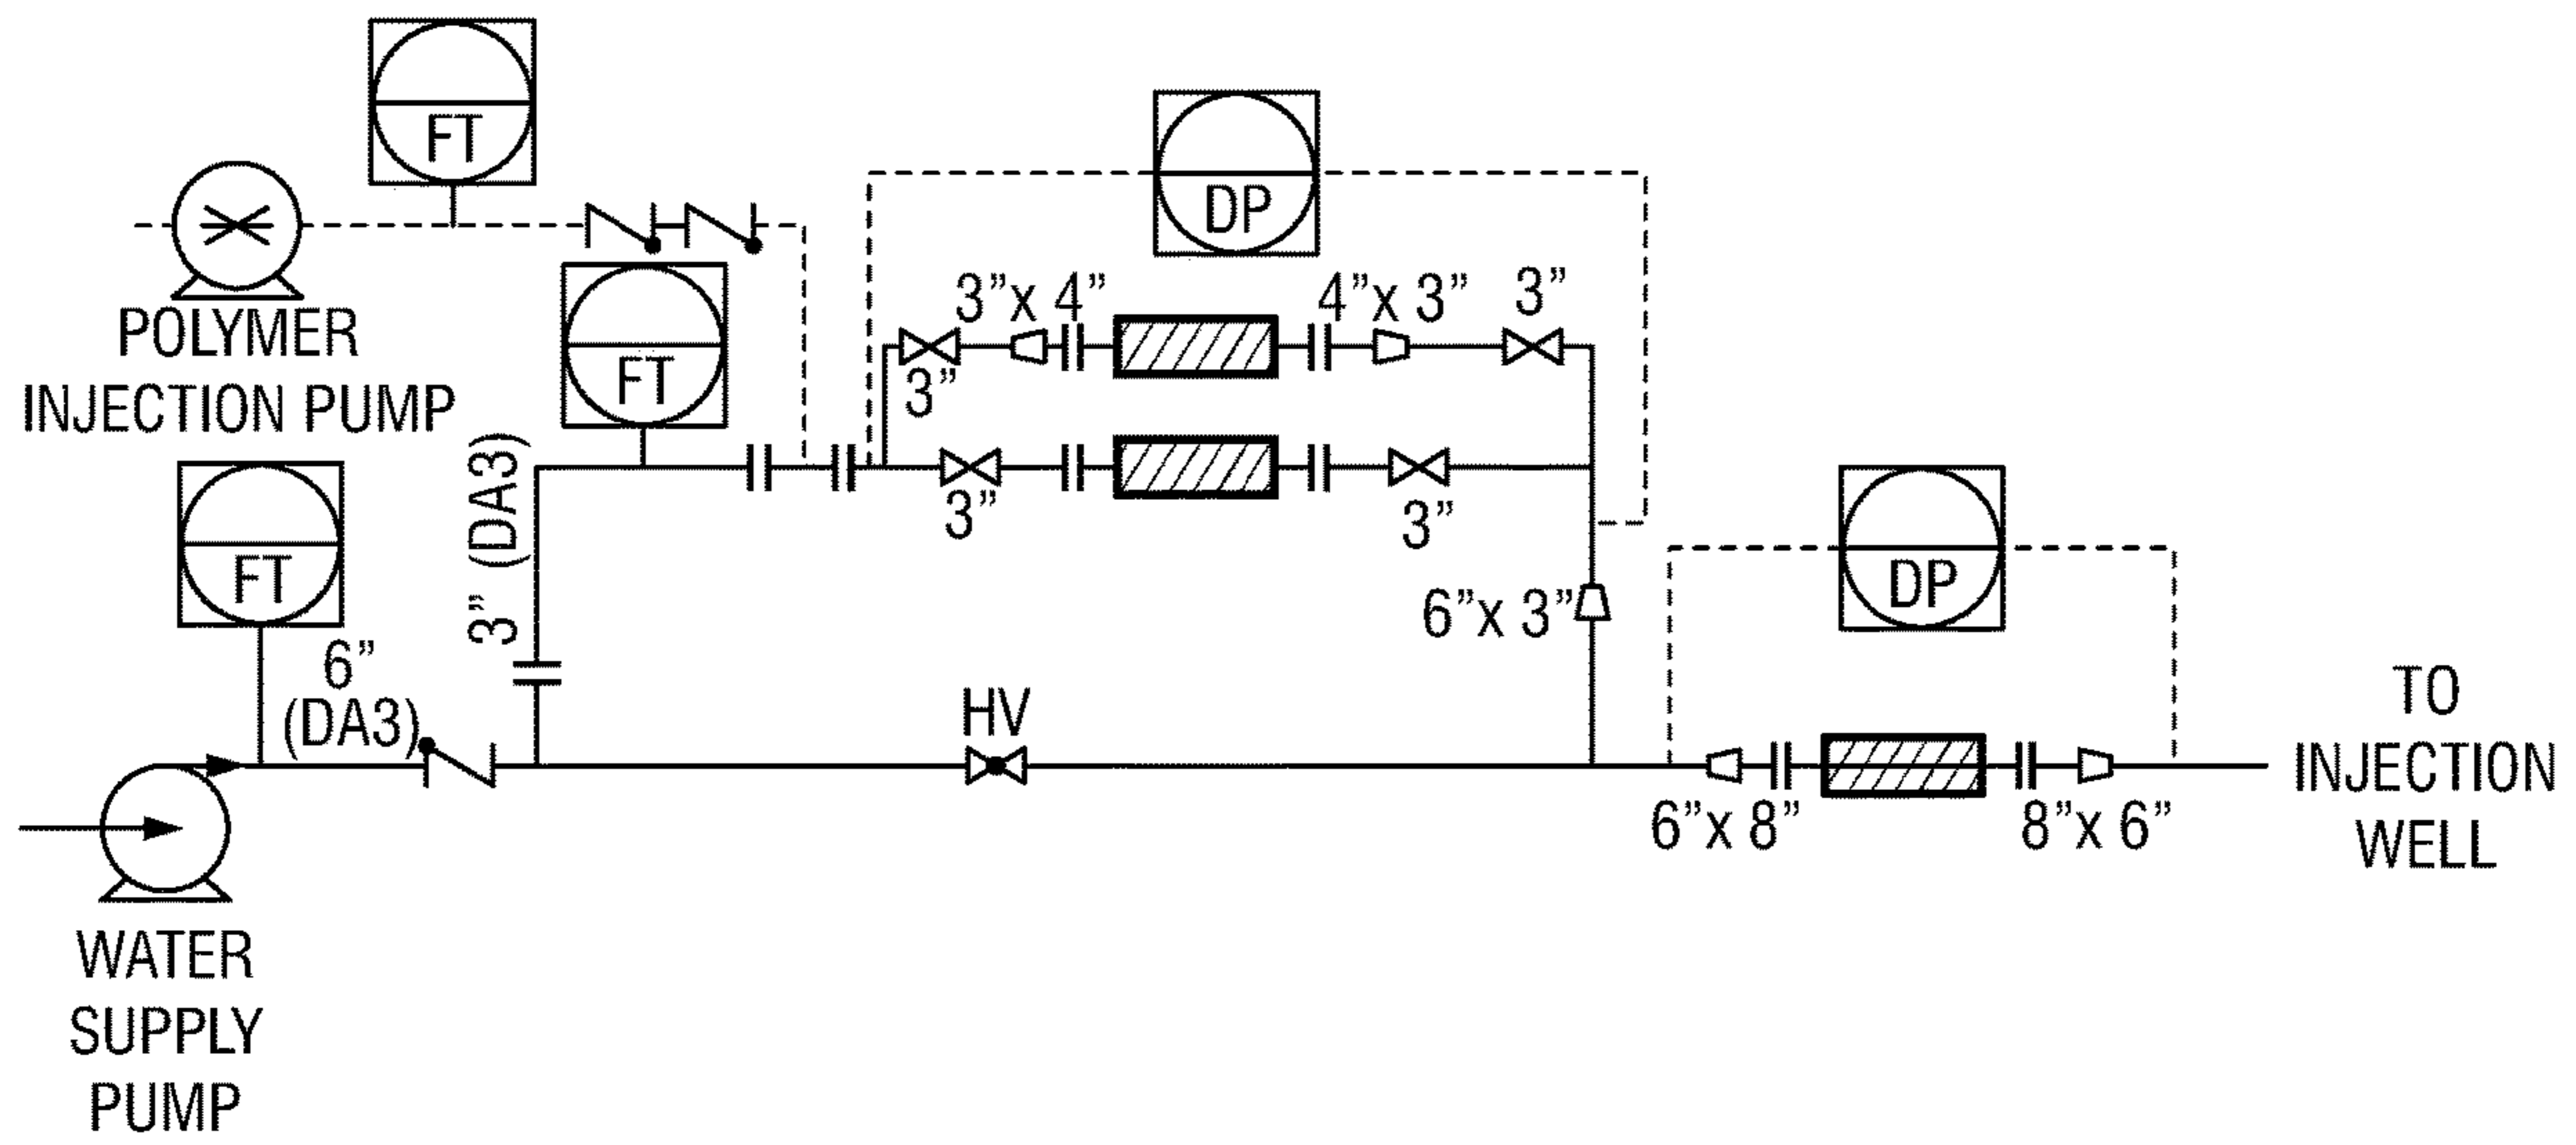 FT
DP
FT
POLYMER
INJECTION PUMP
3”x 4”
4”x 3”
3”
3”
3”
3”
3” (DA3)
FT
6”
(DA3)
6”x 3”
DP
HV
6”x 8”
8”x 6”
TO
INJECTION
WELL
WATER
SUPPLY
PUMP